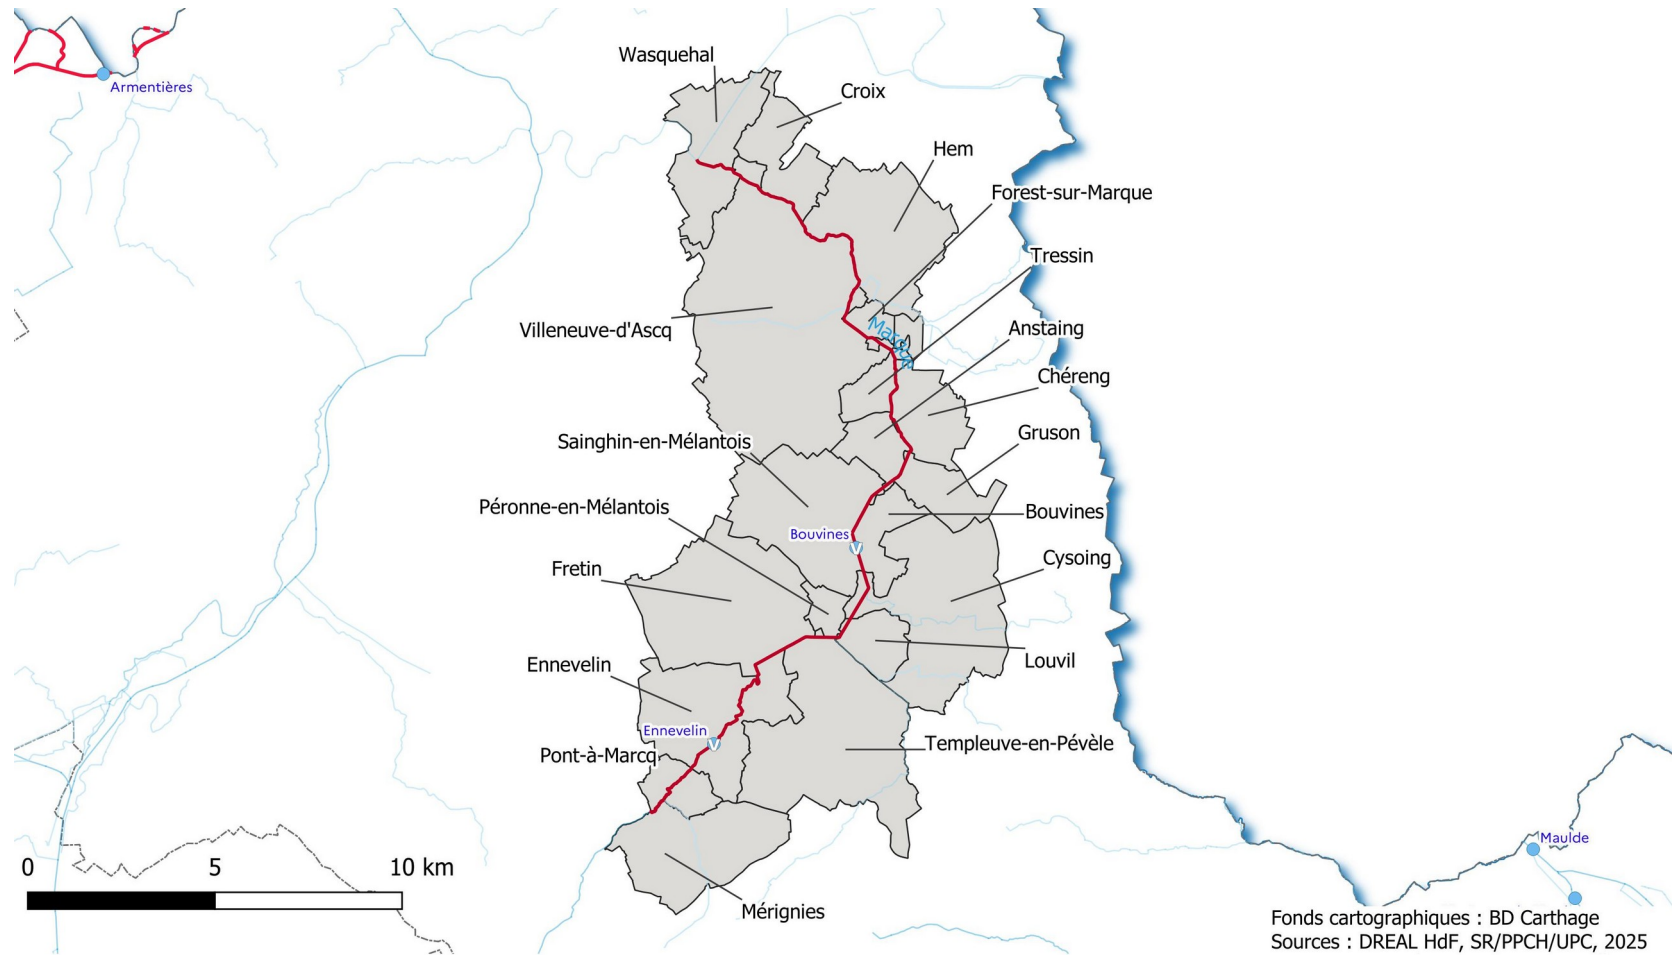 Wasquehal
Croix
Armentières
Hem
Forest-sur-Marque
Tressin
Marque
Anstaing
Villeneuve-d'Ascq
Chéreng
Gruson
Sainghin-en-Mélantois
Péronne-en-Mélantois
Bouvines
Bouvines
V
Cysoing
Fretin
Louvil
Ennevelin
Ennevelin
V
Templeuve-en-Pévèle
Pont-à-Marcq
Maulde
0 5 10 km
Mérignies
Fonds cartographiques : BD Carthage
Sources : DREAL HdF, SR/PPCH/UPC, 2025